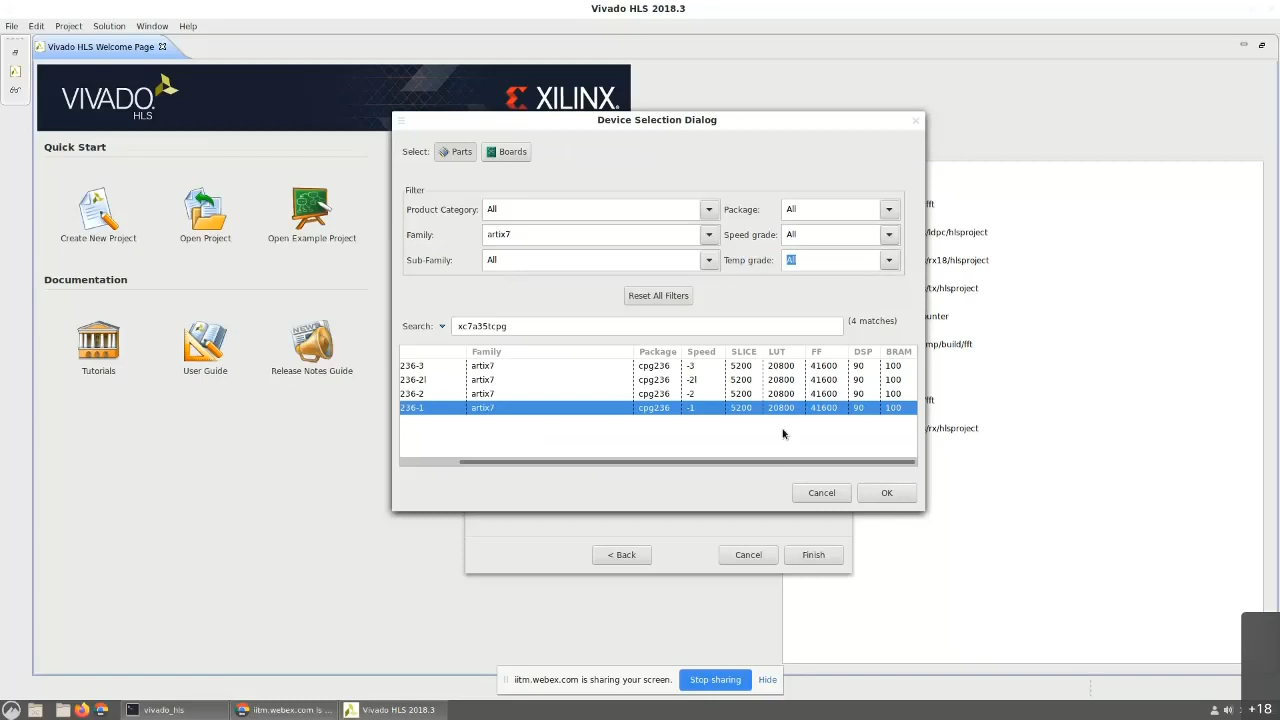 Vivado HLS 2018.3
File Edit Project Solution Window Help
Vivado HLS Welcome Page
VIVADO HLS XILINX
Quick Start
Create New Project Open Project Open Example Project
Documentation
Tutorials User Guide Release Notes Guide
Device Selection Dialog
Select: Parts Boards
Filter
Product Category: All Package: All
Family: artix7 Speed grade: All
Sub-Family: All Temp grade: All
Reset All Filters
Search: xc7a35tcpg (4 matches)
Family Package Speed SLICE LUT FF DSP BRAM
236-3 artix7 cpg236 -3 5200 20800 41600 90 100
236-2l artix7 cpg236 -2l 5200 20800 41600 90 100
236-2 artix7 cpg236 -2 5200 20800 41600 90 100
236-1 artix7 cpg236 -1 5200 20800 41600 90 100
Cancel OK
< Back Cancel Finish
fft
/ldpc/hlsproject
/rx18/hlsproject
/tx/hlsproject
unter
mp/build/fft
fft
/rx/hlsproject
iitm.webex.com is sharing your screen. Stop sharing Hide
vivado_hls iitm.webex.com is ... Vivado HLS 2018.3 +18